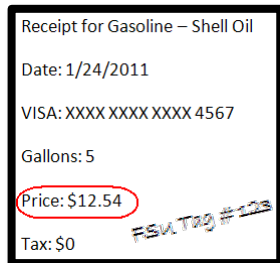 Receipt for Gasoline – Shell Oil
Date: 1/24/2011
VISA: XXXX XXXX XXXX 4567
Gallons: 5
Price: $12.54
FSU Tag # 123
Tax: $0